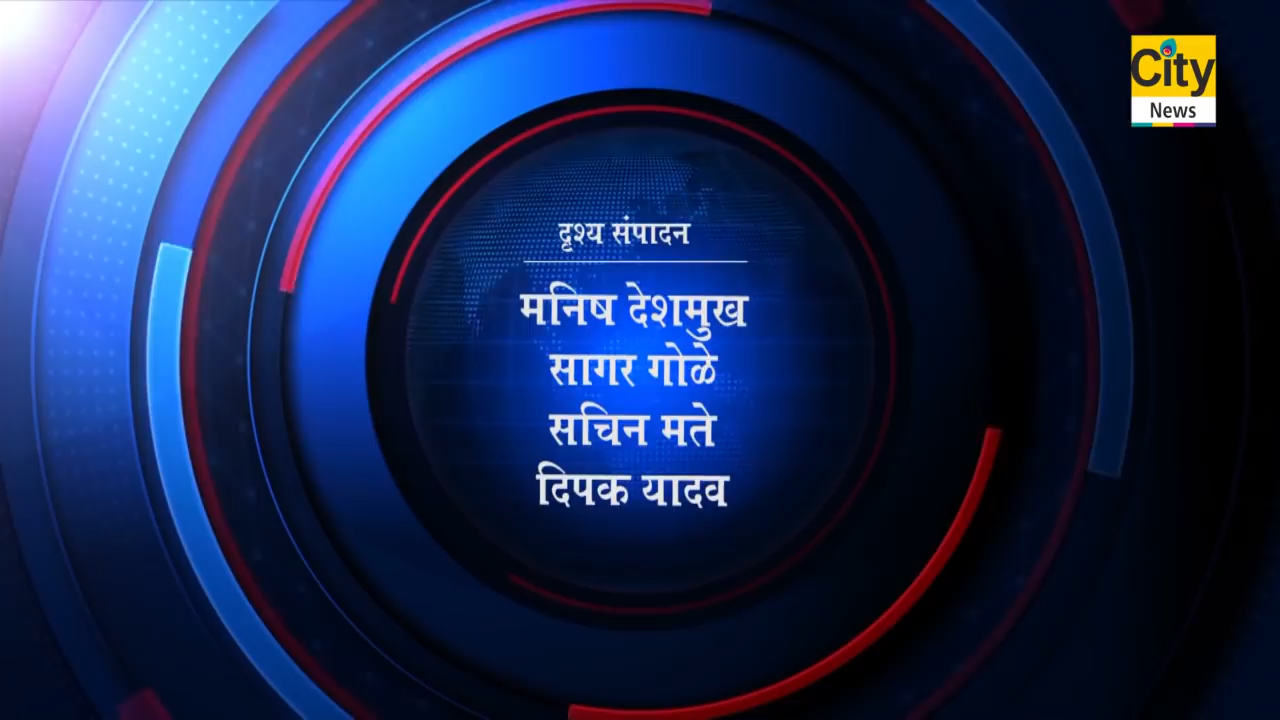 City
News
दृश्य संपादन
मनिष देशमुख
सागर गोळे
सचिन मते
दिपक यादव